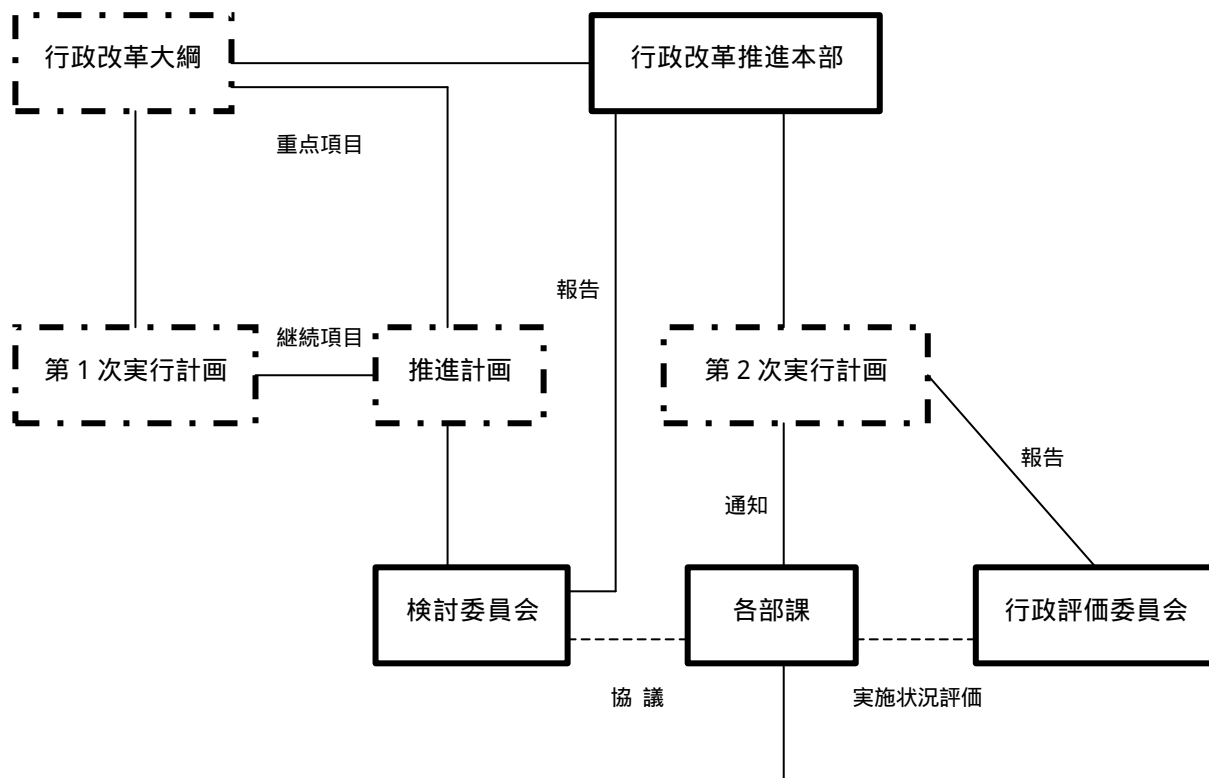 行政改革大綱
行政改革推進本部
重点項目
報告
継続項目
第１次実行計画
推進計画
第２次実行計画
報告
通知
検討委員会
各部課
行政評価委員会
協 議
実施状況評価